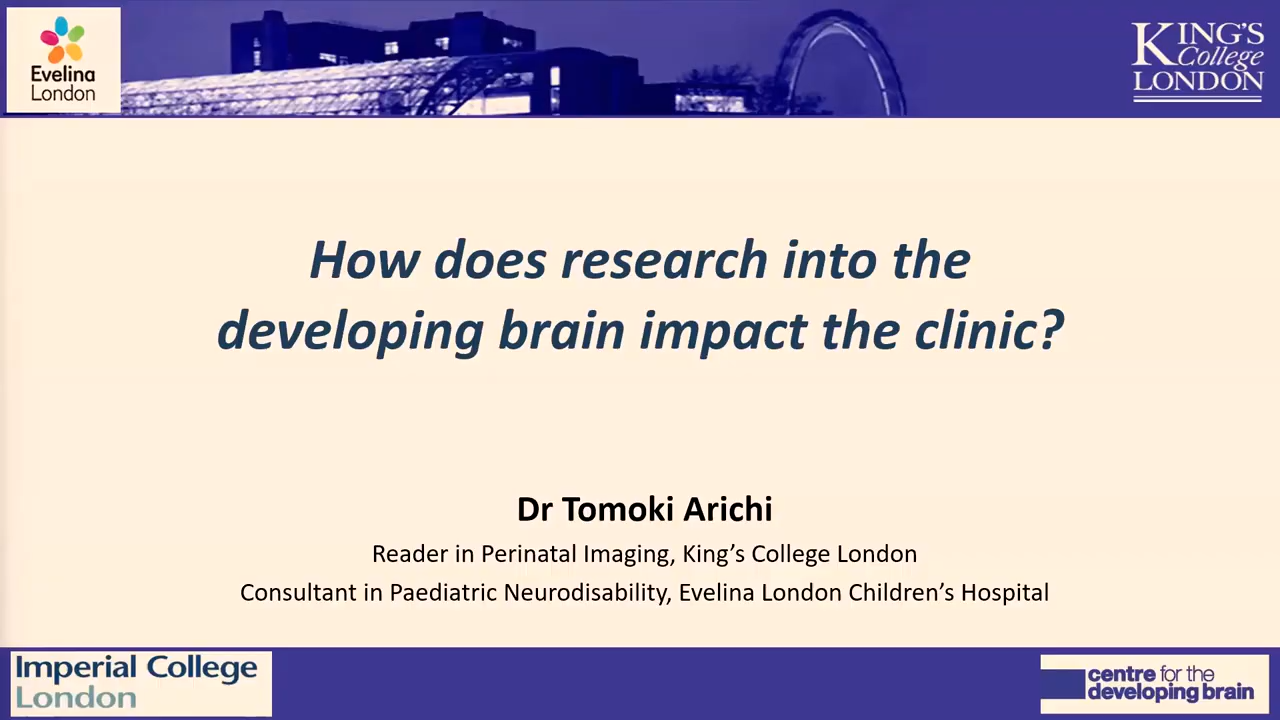 Evelina
London
KING'S
College
LONDON
How does research into the
developing brain impact the clinic?
Dr Tomoki Arichi
Reader in Perinatal Imaging, King’s College London
Consultant in Paediatric Neurodisability, Evelina London Children’s Hospital
Imperial College
London
centre for the
developing brain